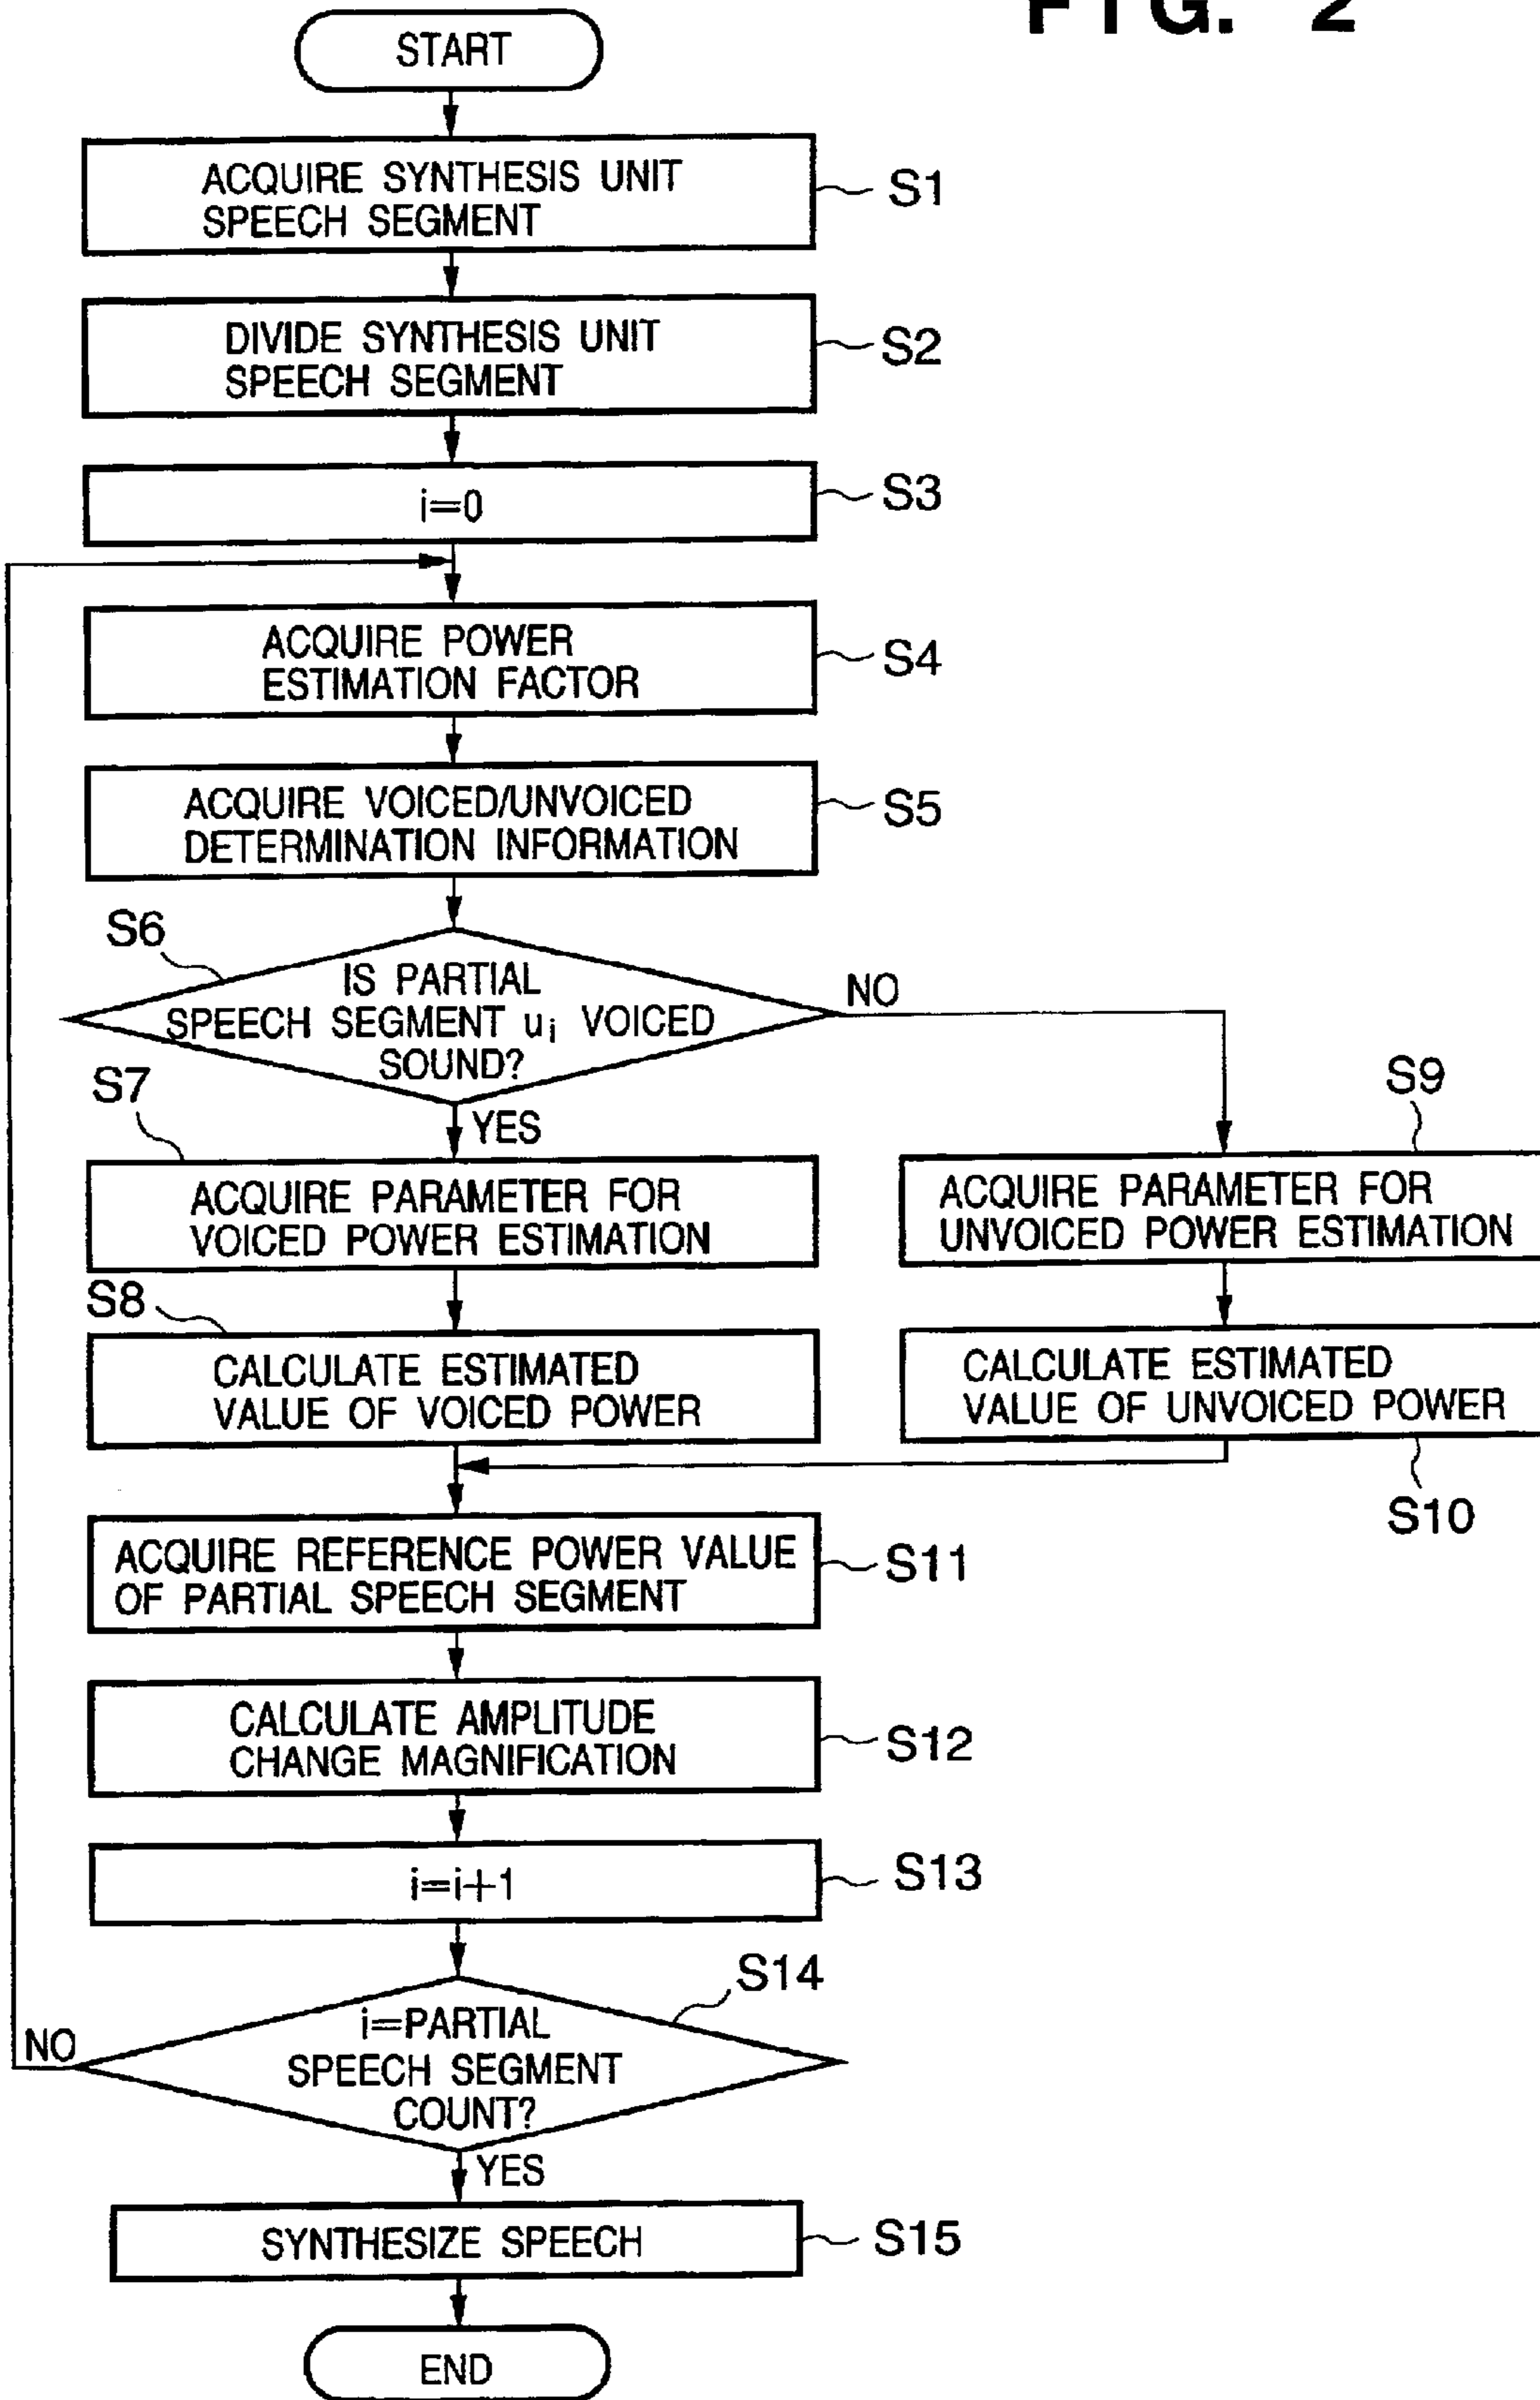 FIG. 2
START
ACQUIRE SYNTHESIS UNIT
SPEECH SEGMENT
S1
DIVIDE SYNTHESIS UNIT
SPEECH SEGMENT
S2
i=0
S3
ACQUIRE POWER
ESTIMATION FACTOR
S4
ACQUIRE VOICED/UNVOICED
DETERMINATION INFORMATION
S5
S6
IS PARTIAL
SPEECH SEGMENT ui VOICED
SOUND?
NO
YES
S7
ACQUIRE PARAMETER FOR
VOICED POWER ESTIMATION
S9
ACQUIRE PARAMETER FOR
UNVOICED POWER ESTIMATION
S8
CALCULATE ESTIMATED
VALUE OF VOICED POWER
CALCULATE ESTIMATED
VALUE OF UNVOICED POWER
S10
ACQUIRE REFERENCE POWER VALUE
OF PARTIAL SPEECH SEGMENT
S11
CALCULATE AMPLITUDE
CHANGE MAGNIFICATION
S12
i=i+1
S13
S14
i=PARTIAL
SPEECH SEGMENT
COUNT?
NO
YES
SYNTHESIZE SPEECH
S15
END